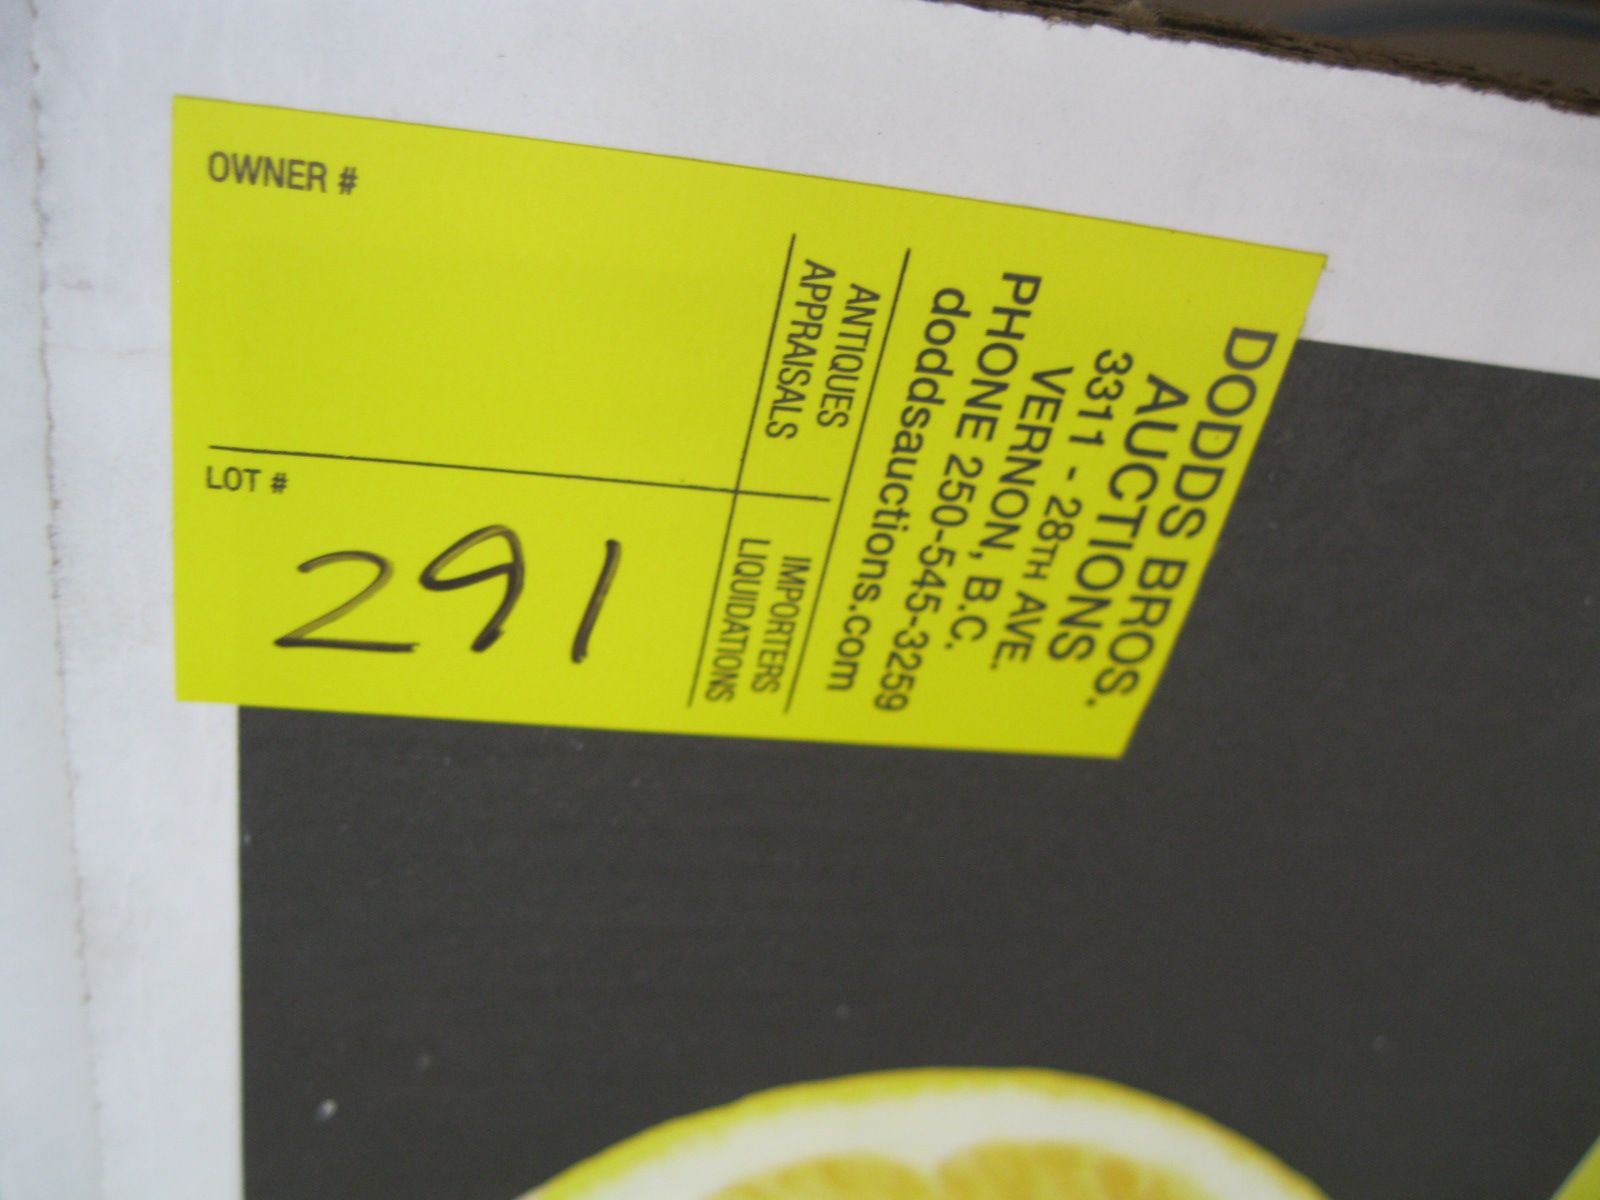 DODDS BROS.
AUCTIONS
3311 - 28TH AVE.
VERNON, B.C.
PHONE 250-545-3259
doddsauctions.com
ANTIQUES
APPRAISALS
IMPORTERS
LIQUIDATIONS
OWNER #
LOT #
291